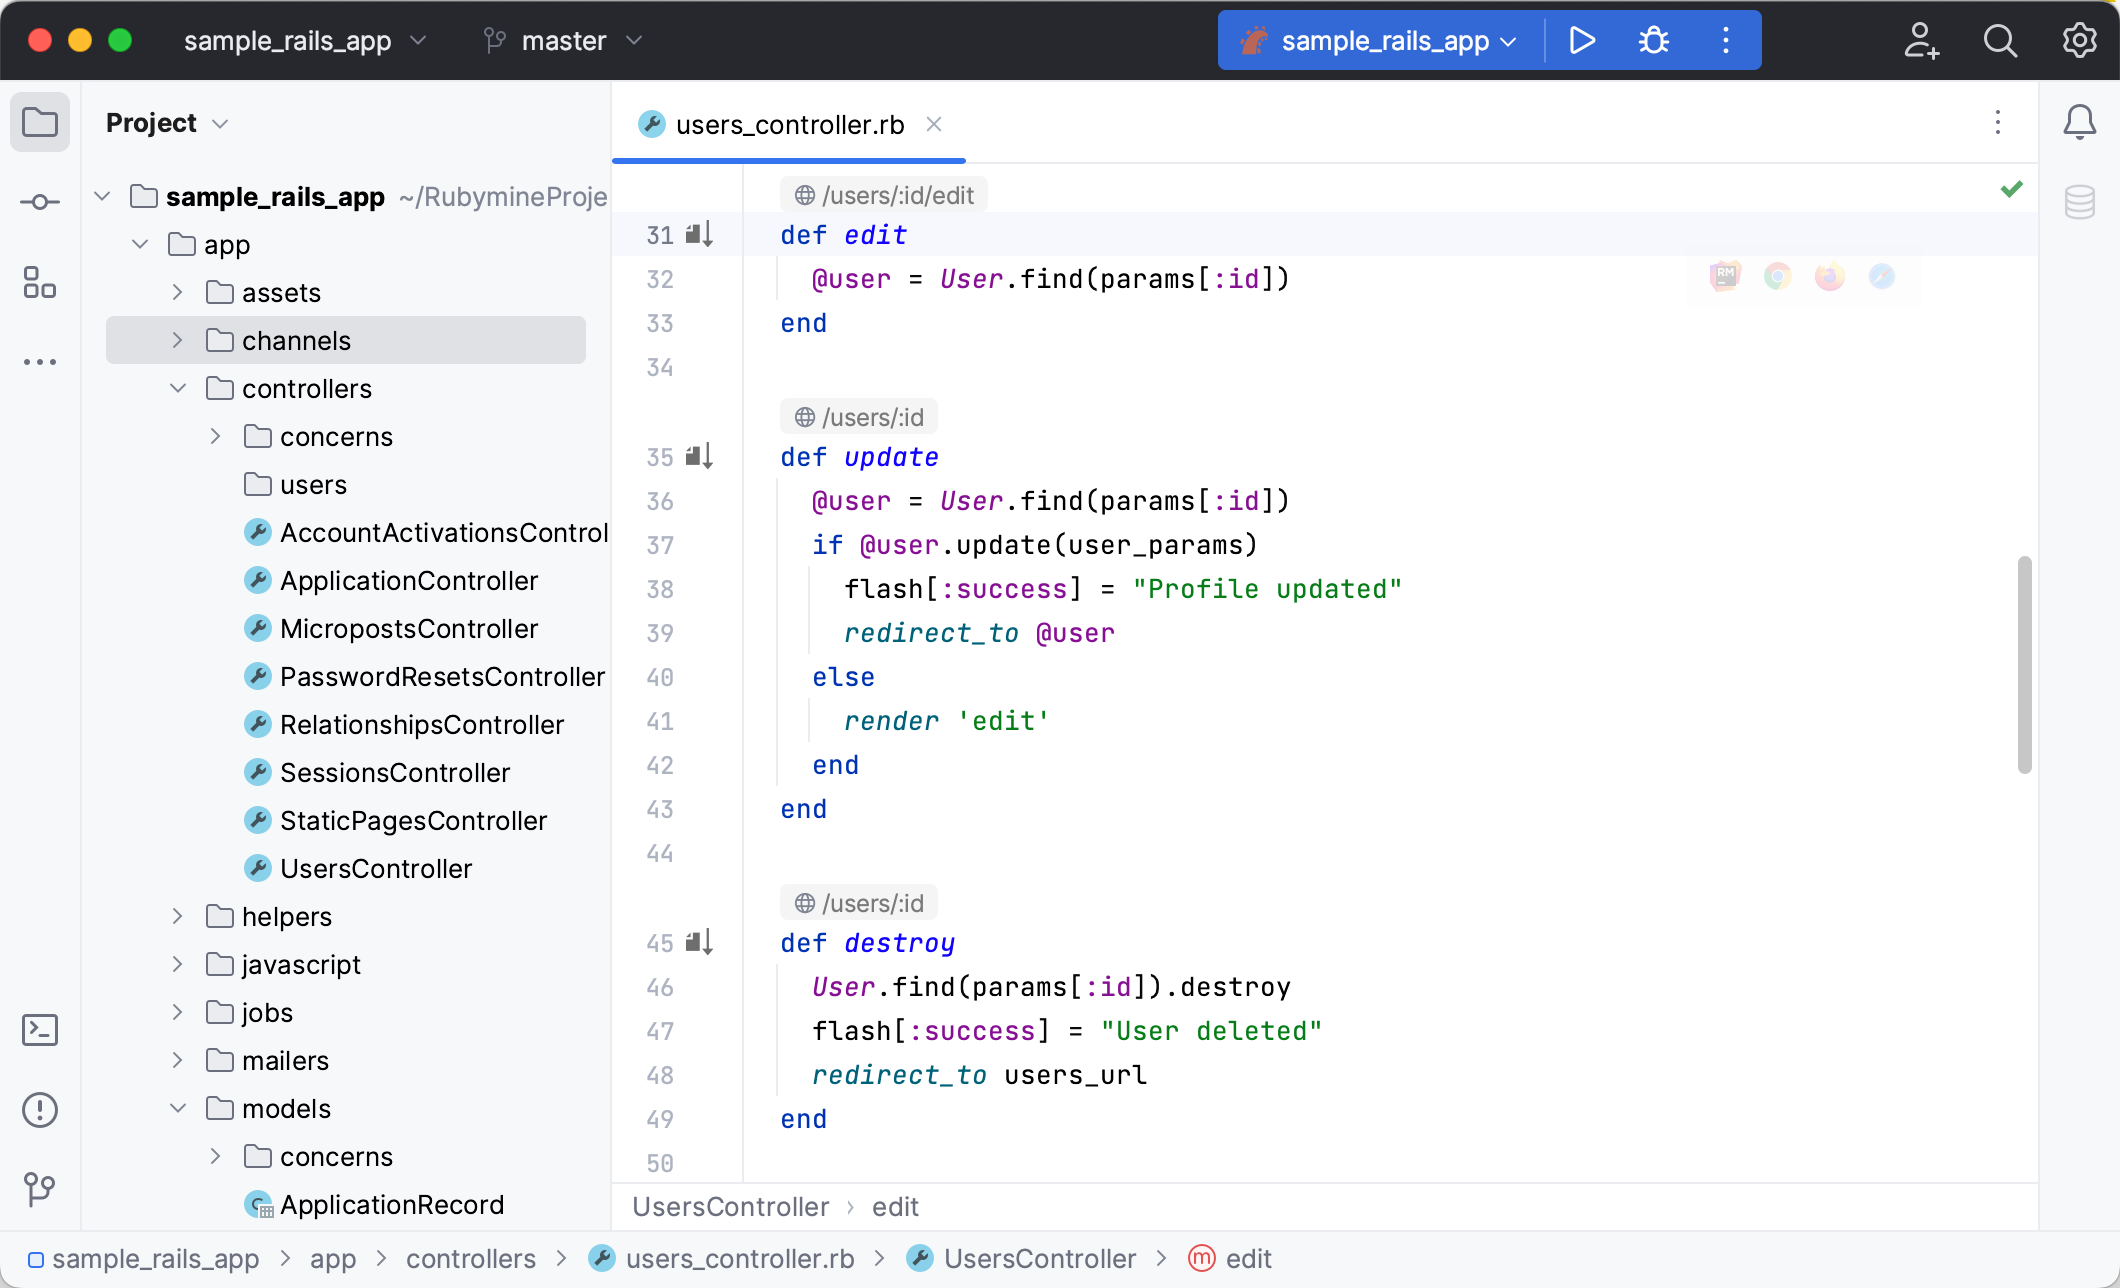 sample_rails_app
master
sample_rails_app
Project
sample_rails_app ~/RubymineProje
app
assets
channels
controllers
concerns
users
AccountActivationsControl
ApplicationController
MicropostsController
PasswordResetsController
RelationshipsController
SessionsController
StaticPagesController
UsersController
helpers
javascript
jobs
mailers
models
concerns
ApplicationRecord
users_controller.rb
/users/:id/edit
31 def edit
32 @user = User.find(params[:id])
33 end
34
/users/:id
35 def update
36 @user = User.find(params[:id])
37 if @user.update(user_params)
38 flash[:success] = "Profile updated"
39 redirect_to @user
40 else
41 render 'edit'
42 end
43 end
44
/users/:id
45 def destroy
46 User.find(params[:id]).destroy
47 flash[:success] = "User deleted"
48 redirect_to users_url
49 end
50
RM
UsersController › edit
sample_rails_app > app > controllers > users_controller.rb > UsersController > m edit